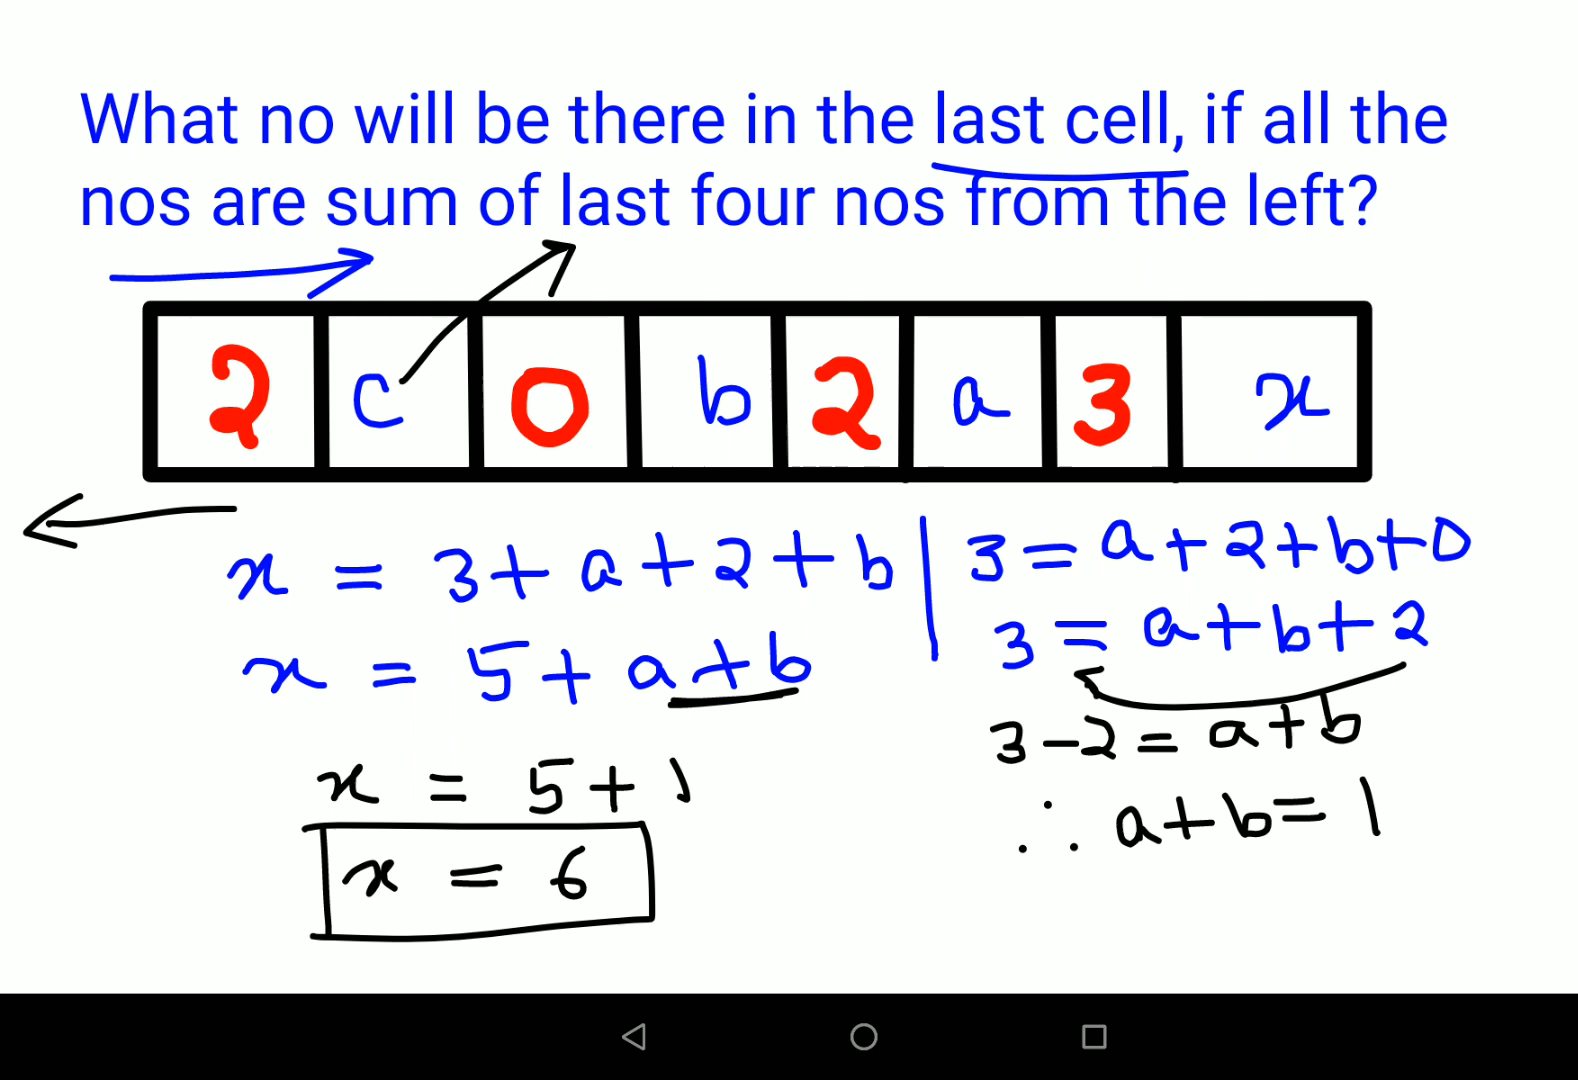 What no will be there in the last cell, if all the
nos are sum of last four nos from the left?
2 c 0 b 2 a 3 x
x = 3 + a + 2 + b
x = 5 + a + b
x = 5 + 1
x = 6
3 = a + 2 + b + 0
3 = a + b + 2
3 - 2 = a + b
∴ a + b = 1